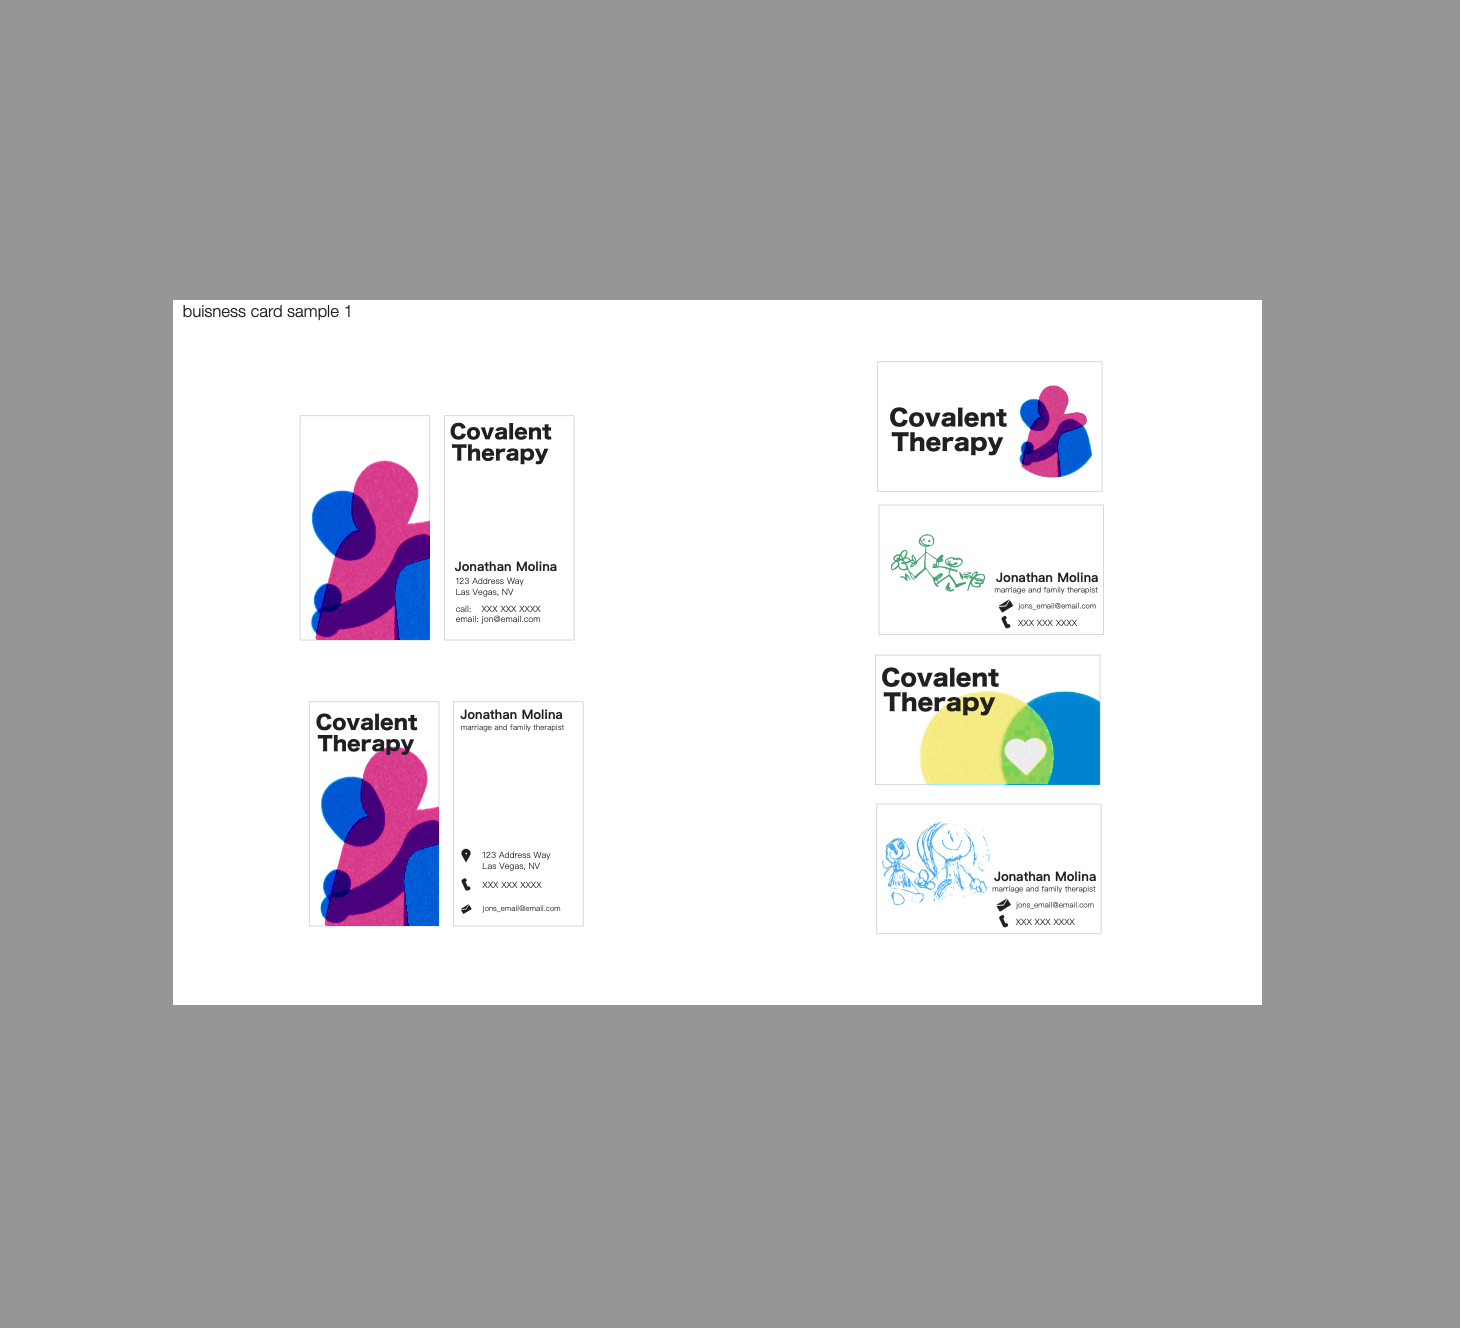 buisness card sample 1
Covalent
Therapy
Jonathan Molina
123 Address Way
Las Vegas, NV
call: XXX XXX XXXX
email: jon@email.com
Covalent
Therapy
Jonathan Molina
marriage and family therapist
123 Address Way
Las Vegas, NV
XXX XXX XXXX
jons_email@email.com
Covalent
Therapy
Jonathan Molina
marriage and family therapist
jons_email@email.com
XXX XXX XXXX
Covalent
Therapy
Jonathan Molina
marriage and family therapist
jons_email@email.com
XXX XXX XXXX